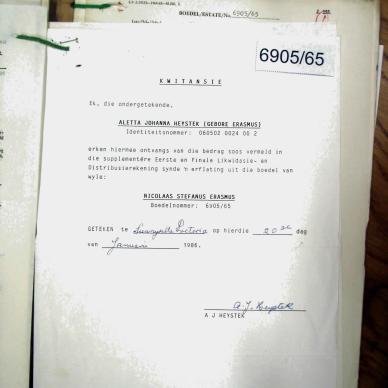 BOEDEL/ESTATE/No. 6905/65
6905/65
KWITANSIE
Ek, die ondergetekende,
ALETTA JOHANNA HEYSTEK (GEBORE ERASMUS)
Identiteitsnommer: 060502 0024 00 2
erken hiermee ontvangs van die bedrag soos vermeld in
die supplementêre Eerste en Finale Likwidasie- en
Distribusierekening synde 'n erflating uit die boedel van
wyle:
NICOLAAS STEFANUS ERASMUS
Boedelnommer: 6905/65
GETEKEN te Sunnyside Pretoria op hierdie 20ste dag
van Januarie 1986.
A.J. Heystek
A J HEYSTEK